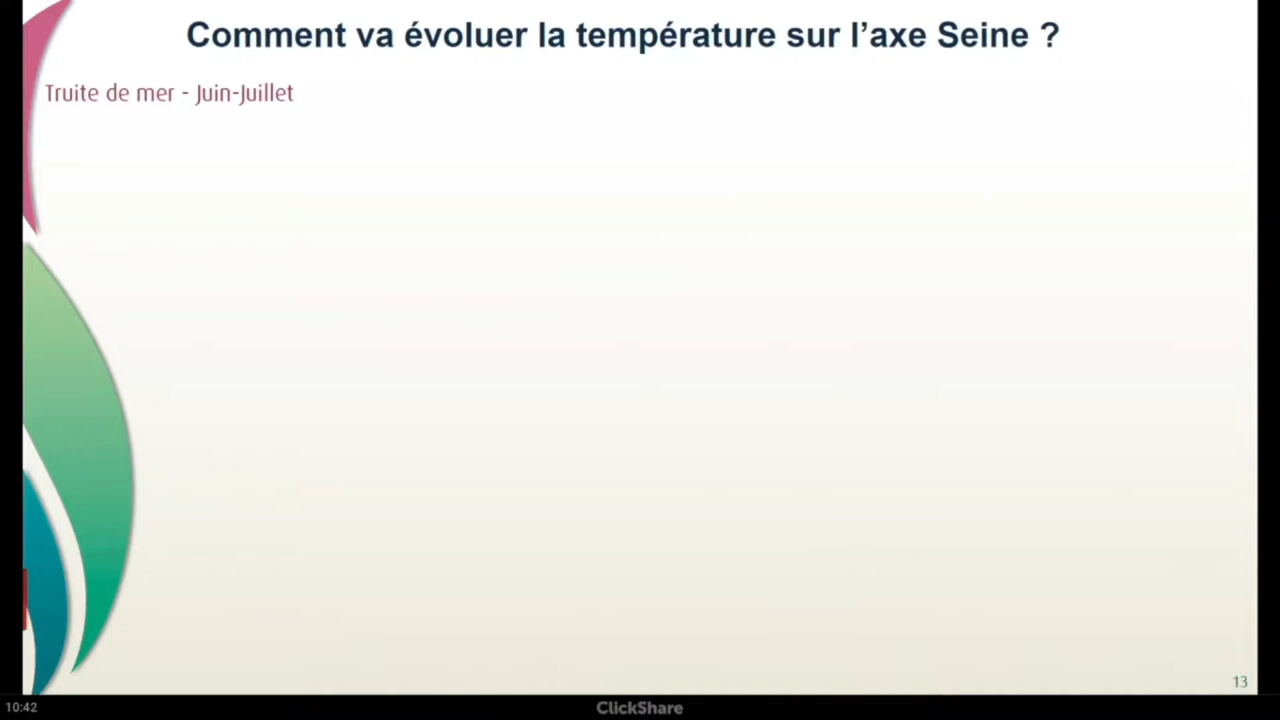 Comment va évoluer la température sur l’axe Seine ?
Truite de mer - Juin-Juillet
13
10:42
ClickShare